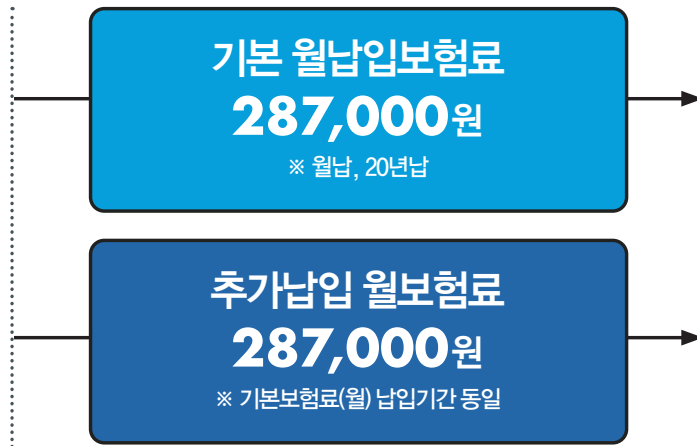 기본 월납입보험료
287,000원
※ 월납, 20년납
추가납입 월보험료
287,000원
※ 기본보험료(월) 납입기간 동일